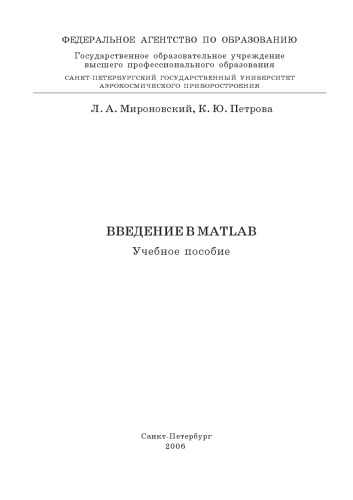 ФЕДЕРАЛЬНОЕ АГЕНТСТВО ПО ОБРАЗОВАНИЮ
Государственное образовательное учреждение
высшего профессионального образования
САНКТ-ПЕТЕРБУРГСКИЙ ГОСУДАРСТВЕННЫЙ УНИВЕРСИТЕТ
АЭРОКОСМИЧЕСКОГО ПРИБОРОСТРОЕНИЯ
Л. А. Мироновский, К. Ю. Петрова
ВВЕДЕНИЕ В MATLAB
Учебное пособие
Санкт-Петербург
2006